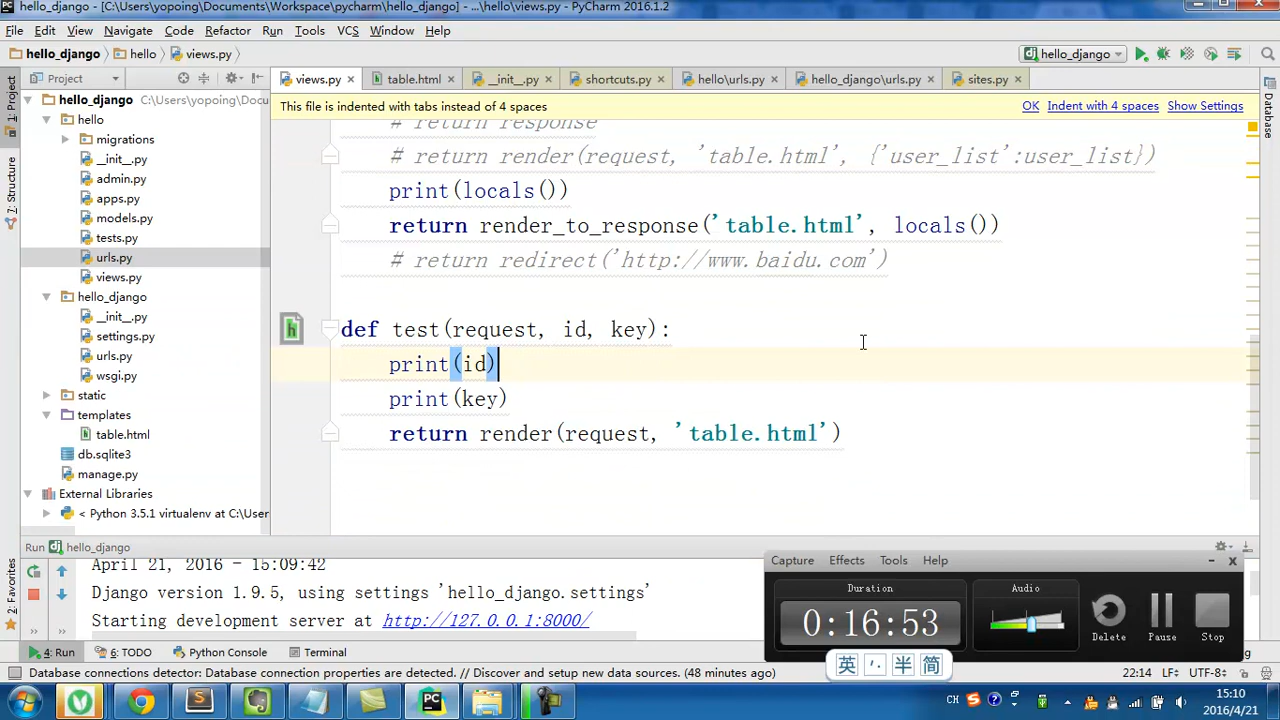 hello_django - [C:\Users\yopoing\Documents\Workspace\pycharm\hello_django] - ...\hello\views.py - PyCharm 2016.1.2
File Edit View Navigate Code Refactor Run Tools VCS Window Help
hello_django hello views.py hello_django
Project views.py table.html __init__.py shortcuts.py hello\urls.py hello_django\urls.py sites.py
1: Project
Structure
2: Favorites
Database
hello_django C:\Users\yopoing\Docu
hello
migrations
__init__.py
admin.py
apps.py
models.py
tests.py
urls.py
views.py
hello_django
__init__.py
settings.py
urls.py
wsgi.py
static
templates
table.html
db.sqlite3
manage.py
External Libraries
< Python 3.5.1 virtualenv at C:\User
This file is indented with tabs instead of 4 spaces OK Indent with 4 spaces Show Settings
# return response
# return render(request, 'table.html', {'user_list':user_list})
print(locals())
return render_to_response('table.html', locals())
# return redirect('http://www.baidu.com')
def test(request, id, key):
print(id)
print(key)
return render(request, 'table.html')
Run hello_django
April 21, 2016 - 15:09:42
Django version 1.9.5, using settings 'hello_django.settings'
Starting development server at http://127.0.0.1:8000/
Capture Effects Tools Help
Duration
0:16:53
Audio
Delete Pause Stop
英 半 简
4: Run 6: TODO Python Console Terminal
Database connections detector: Database connection properties are detected. // Discover and setup new data sources. (48 minutes ago) 22:14 LF÷ UTF-8÷
CH 15:10
2016/4/21